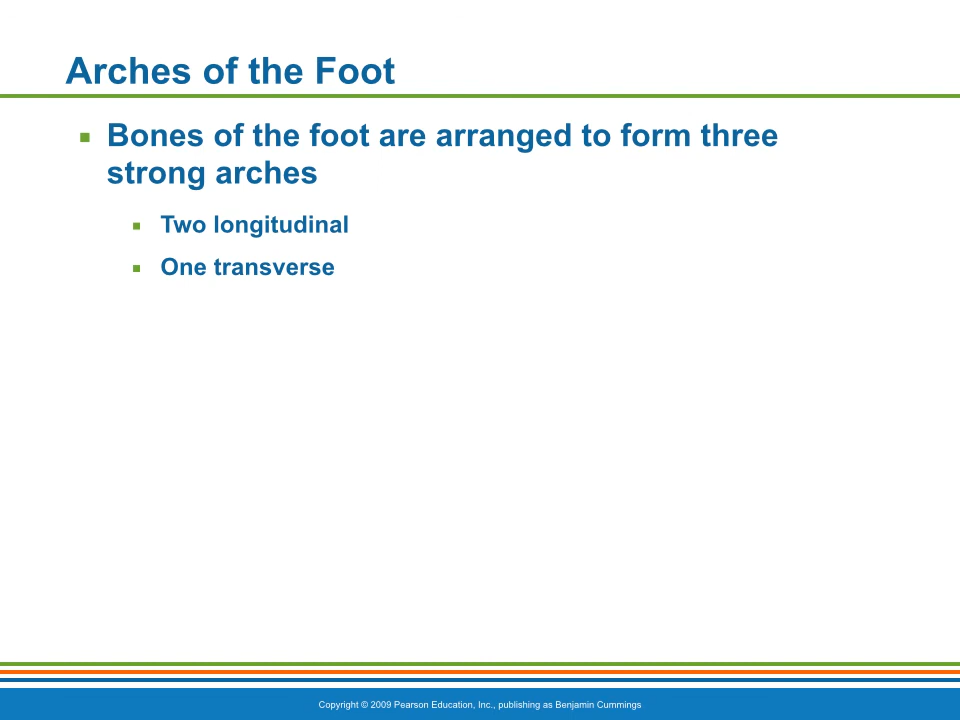 Arches of the Foot
Bones of the foot are arranged to form three
strong arches
Two longitudinal
One transverse
Copyright © 2009 Pearson Education, Inc., publishing as Benjamin Cummings